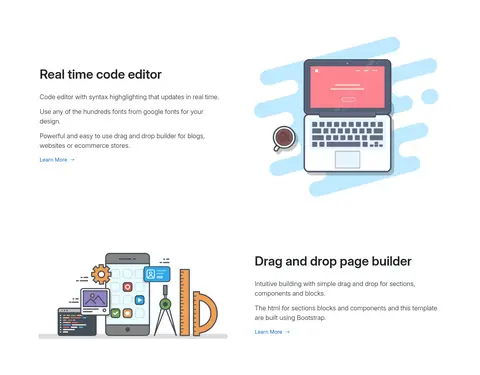 Real time code editor
Code editor with syntax highglighting that updates in real time.
Use any of the hundreds fonts from google fonts for your
design.
Powerful and easy to use drag and drop builder for blogs,
websites or ecommerce stores.
Learn More →
Drag and drop page builder
Intuitive building with simple drag and drop for sections,
components and blocks.
The html for sections blocks and components and this template
are built using Bootstrap.
Learn More →